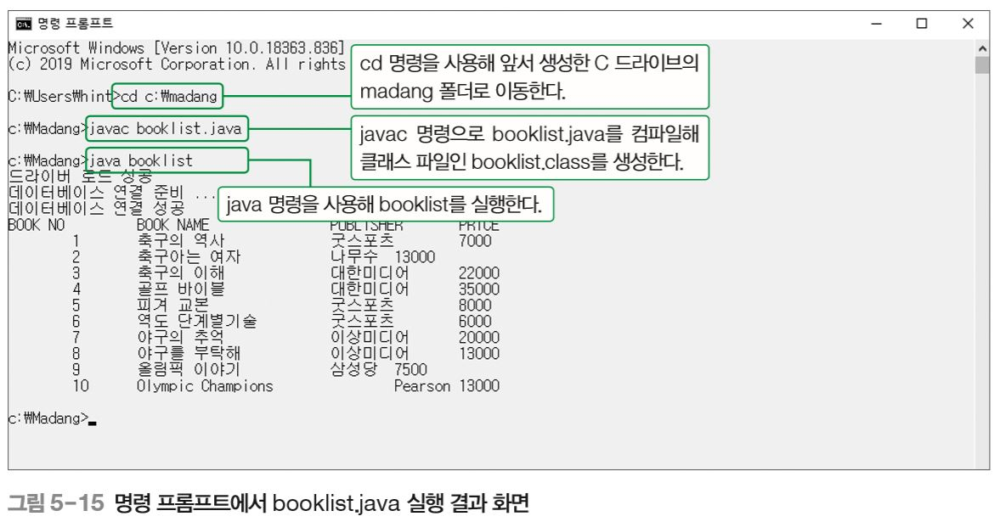 명령 프롬프트
Microsoft Windows [Version 10.0.18363.836]
(c) 2019 Microsoft Corporation. All rights
cd 명령을 사용해 앞서 생성한 C 드라이브의
madang 폴더로 이동한다.
C:₩Users₩hint>cd c:₩madang
c:₩Madang>javac booklist.java
javac 명령으로 booklist.java를 컴파일해
클래스 파일인 booklist.class를 생성한다.
c:₩Madang>java booklist
드라이버 로드 성공
데이터베이스 연결 준비 ...
데이터베이스 연결 성공
java 명령을 사용해 booklist를 실행한다.
BOOK NO BOOK NAME PUBLISHER PRICE
1 축구의 역사 굿스포츠 7000
2 축구아는 여자 나무수 13000
3 축구의 이해 대한미디어 22000
4 골프 바이블 대한미디어 35000
5 피겨 교본 굿스포츠 8000
6 역도 단계별기술 굿스포츠 6000
7 야구의 추억 이상미디어 20000
8 야구를 부탁해 이상미디어 13000
9 올림픽 이야기 삼성당 7500
10 Olympic Champions Pearson 13000
c:₩Madang>
그림 5-15 명령 프롬프트에서 booklist.java 실행 결과 화면